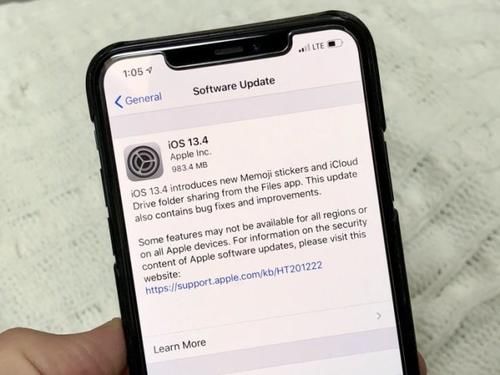 1:05 LTE
General
Software Update
iOS 13.4
Apple Inc.
983.4 MB
iOS 13.4 introduces new Memoji stickers and iCloud
Drive folder sharing from the Files app. This update
also contains bug fixes and improvements.
Some features may not be available for all regions or
on all Apple devices. For information on the security
content of Apple software updates, please visit this
website:
https://support.apple.com/kb/HT201222
Learn More